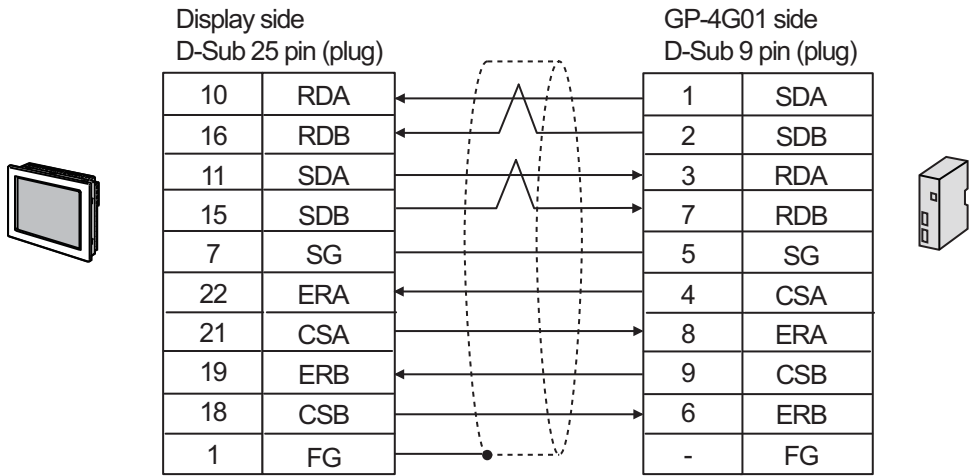 Display side GP-4G01 side
D-Sub 25 pin (plug) D-Sub 9 pin (plug)
10 RDA 1 SDA
16 RDB 2 SDB
11 SDA 3 RDA
15 SDB 7 RDB
7 SG 5 SG
22 ERA 4 CSA
21 CSA 8 ERA
19 ERB 9 CSB
18 CSB 6 ERB
1 FG - FG